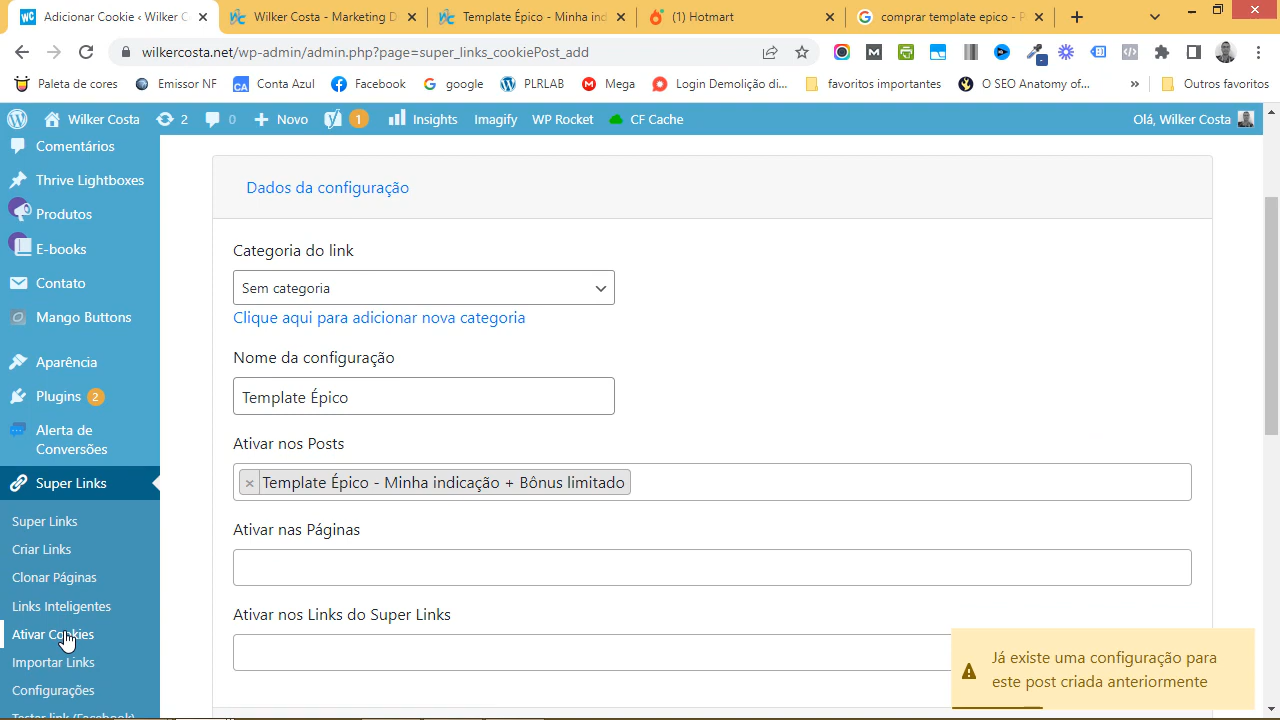 Adicionar Cookie ‹ Wilker C
Wilker Costa - Marketing D
Template Épico - Minha ind
(1) Hotmart
comprar template epico - P
wilkercosta.net/wp-admin/admin.php?page=super_links_cookiePost_add
Paleta de cores
Emissor NF
CA
Conta Azul
Facebook
google
PLRLAB
Mega
Login Demolição di...
favoritos importantes
O SEO Anatomy of...
»
Outros favoritos
Wilker Costa
2
0
Novo
1
Insights
Imagify
WP Rocket
CF Cache
Olá, Wilker Costa
Comentários
Thrive Lightboxes
Produtos
E-books
Contato
Mango Buttons
Aparência
Plugins 2
Alerta de
Conversões
Super Links
Super Links
Criar Links
Clonar Páginas
Links Inteligentes
Ativar Cookies
Importar Links
Configurações
Testar link (Facebook)
Dados da configuração
Categoria do link
Sem categoria
Clique aqui para adicionar nova categoria
Nome da configuração
Template Épico
Ativar nos Posts
× Template Épico - Minha indicação + Bônus limitado
Ativar nas Páginas
Ativar nos Links do Super Links
Já existe uma configuração para
este post criada anteriormente